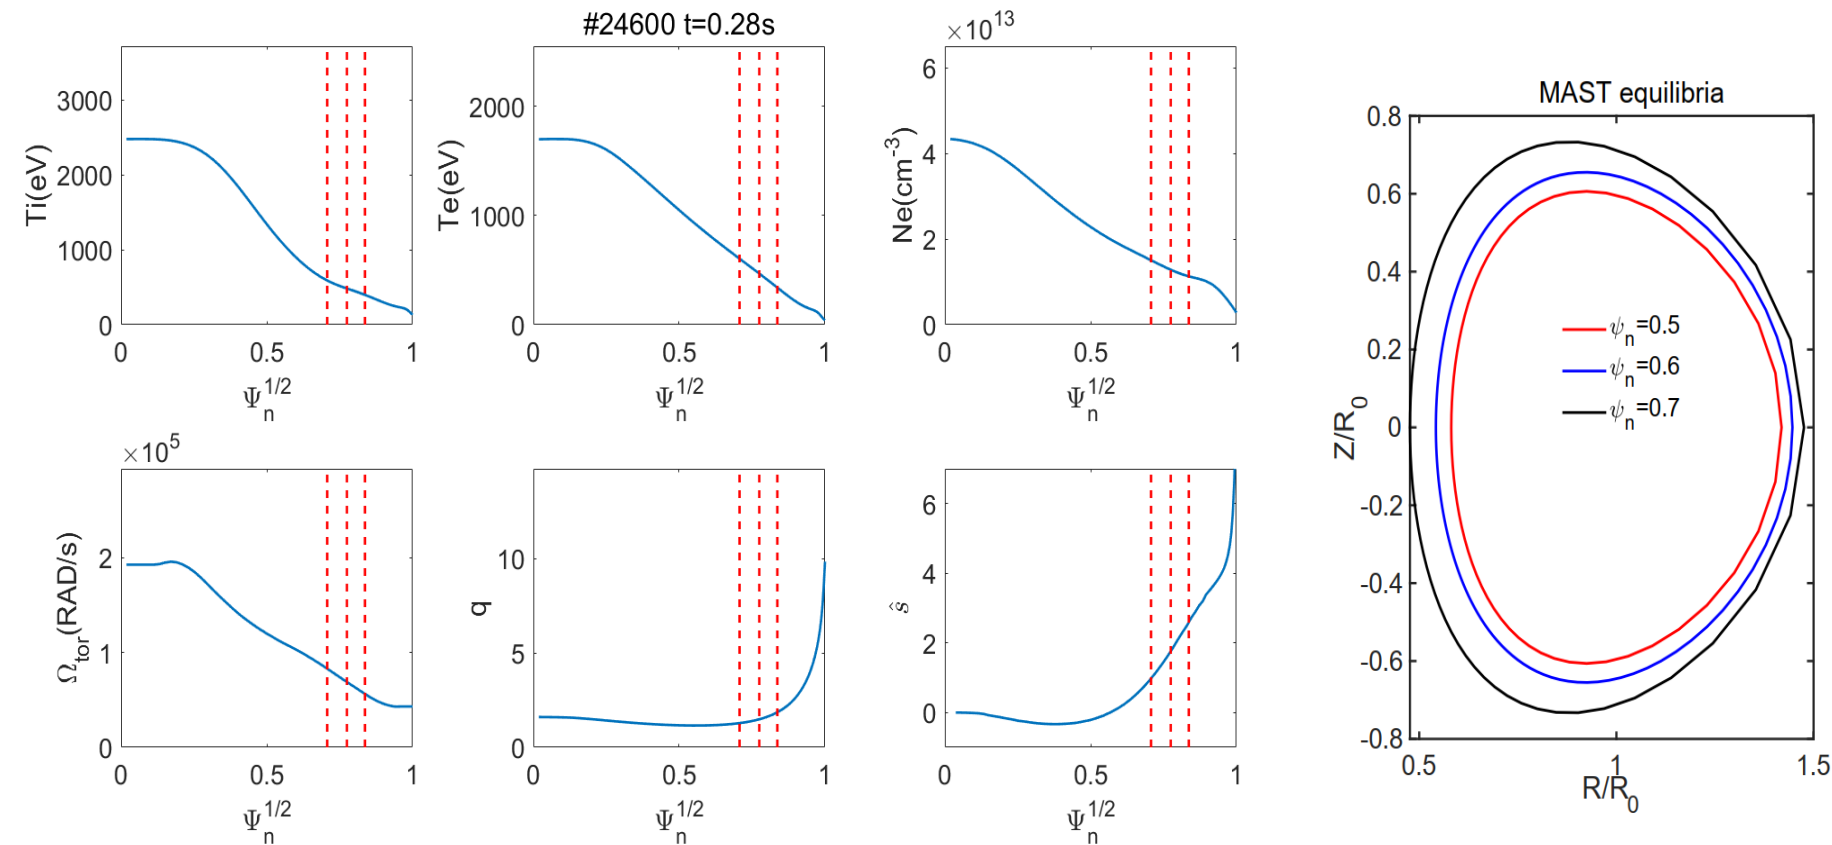 #24600 t=0.28s
Ti(eV)
3000
2000
1000
0
0 0.5 1
Ψn^1/2
Te(eV)
2000
1000
0
0 0.5 1
Ψn^1/2
×10^13
Ne(cm^-3)
6
4
2
0
0 0.5 1
Ψn^1/2
×10^5
Ωtor(RAD/s)
2
1
0
0 0.5 1
Ψn^1/2
q
10
5
0
0 0.5 1
Ψn^1/2
ŝ
6
4
2
0
0 0.5 1
Ψn^1/2
MAST equilibria
Z/R0
0.8
0.6
0.4
0.2
0
-0.2
-0.4
-0.6
-0.8
ψn=0.5
ψn=0.6
ψn=0.7
0.5 1 1.5
R/R0